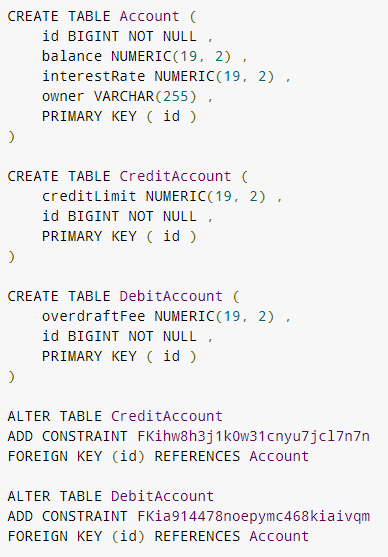 CREATE TABLE Account (
    id BIGINT NOT NULL ,
    balance NUMERIC(19, 2) ,
    interestRate NUMERIC(19, 2) ,
    owner VARCHAR(255) ,
    PRIMARY KEY ( id )
)

CREATE TABLE CreditAccount (
    creditLimit NUMERIC(19, 2) ,
    id BIGINT NOT NULL ,
    PRIMARY KEY ( id )
)

CREATE TABLE DebitAccount (
    overdraftFee NUMERIC(19, 2) ,
    id BIGINT NOT NULL ,
    PRIMARY KEY ( id )
)

ALTER TABLE CreditAccount
ADD CONSTRAINT FKihw8h3j1k0w31cnyu7jcl7n7n
FOREIGN KEY (id) REFERENCES Account

ALTER TABLE DebitAccount
ADD CONSTRAINT FKia914478noepymc468kiaivqm
FOREIGN KEY (id) REFERENCES Account